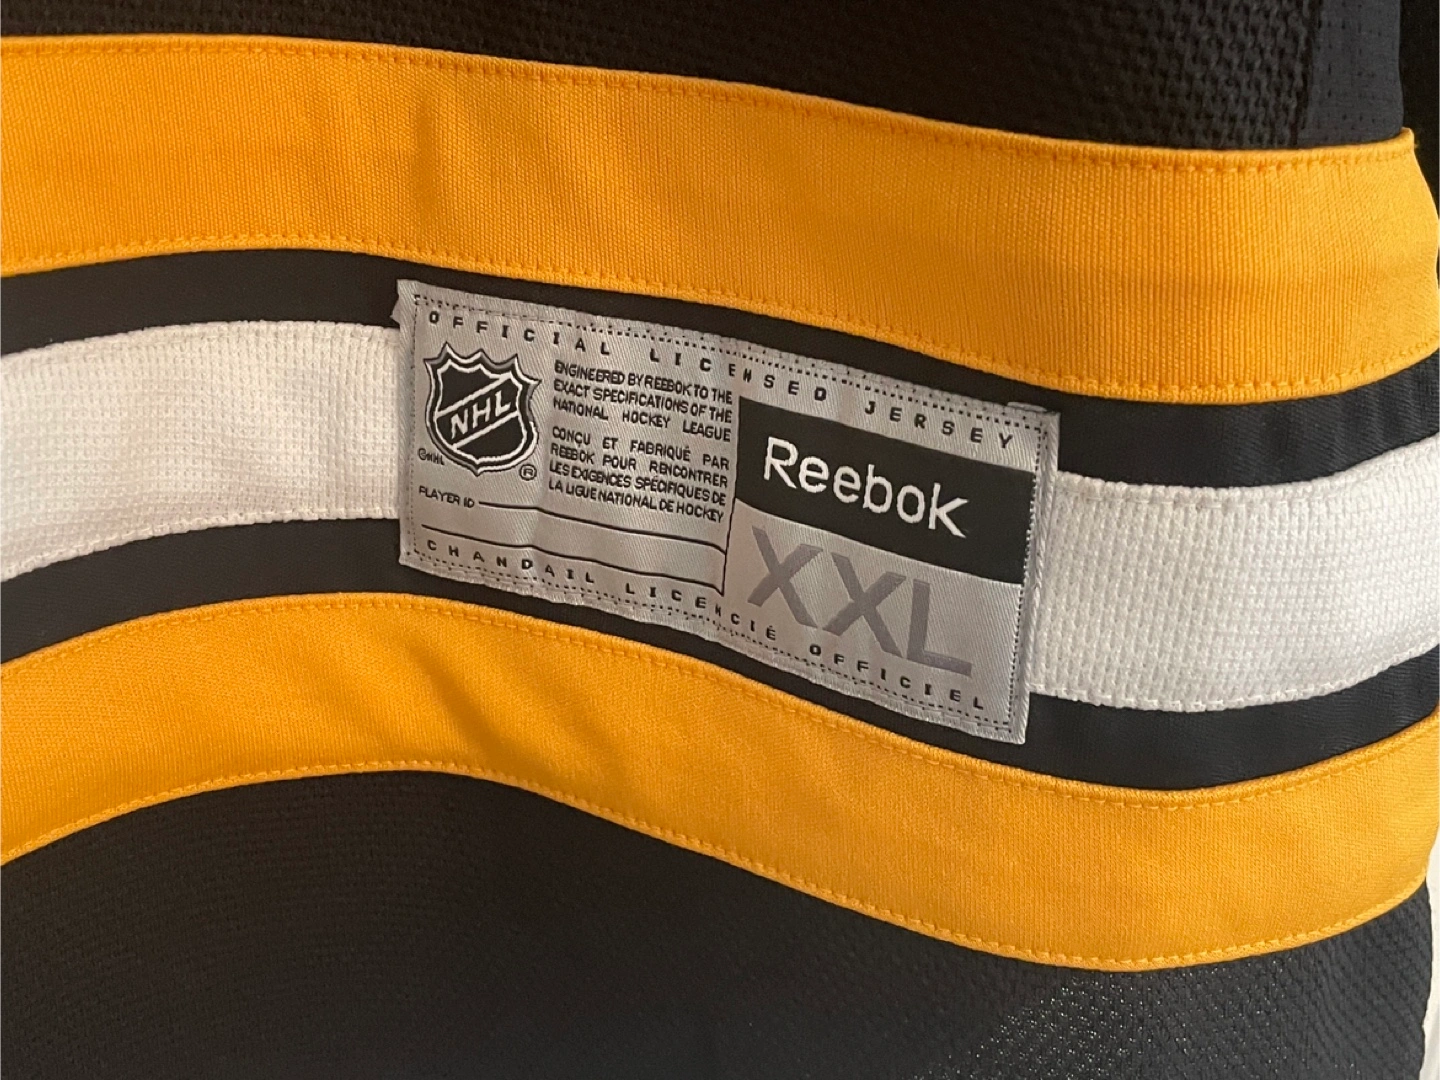 OFFICIAL LICENSED JERSEY
NHL
©NHL
®
ENGINEERED BY REEBOK TO THE
EXACT SPECIFICATIONS OF THE
NATIONAL HOCKEY LEAGUE
CONÇU ET FABRIQUÉ PAR
REEBOK POUR RENCONTRER
LES EXIGENCES SPÉCIFIQUES DE
LA LIGUE NATIONAL DE HOCKEY
PLAYER ID
Reebok
XXL
CHANDAIL LICENCIÉ OFFICIEL